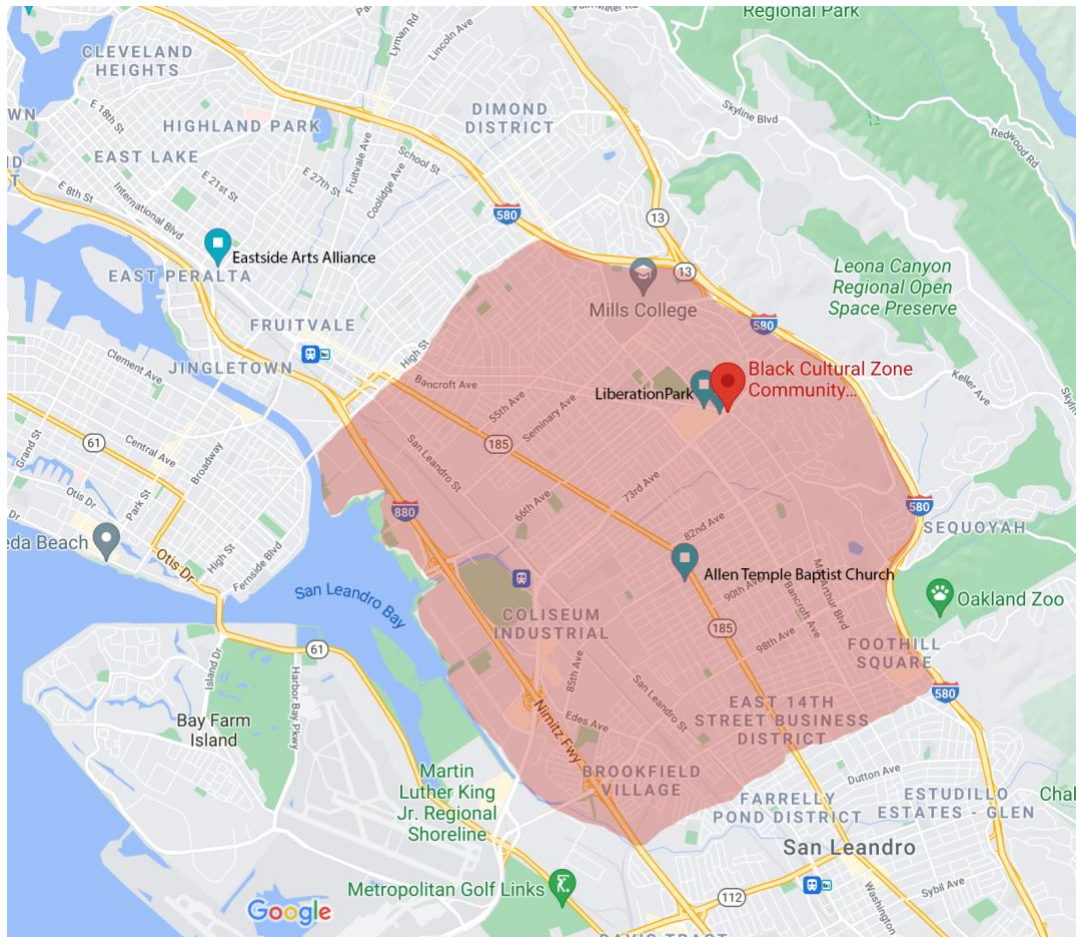 Regional Park
Lyman Rd
Lincoln Ave
CLEVELAND
HEIGHTS
DIMOND
DISTRICT
Skyline Blvd
Redwood Rd
HIGHLAND PARK
E 18th St
EAST LAKE
School St
Fruitvale Ave
E 27th St
E 21st St
Coolidge Ave
International Blvd
E 8th St
580
13
Eastside Arts Alliance
EAST PERALTA
13
Leona Canyon
Regional Open
Space Preserve
Mills College
580
FRUITVALE
High St
JINGLETOWN
Clement Ave
Black Cultural Zone
Community...
Keller Ave
Bancroft Ave
LiberationPark
55th Ave
Seminary Ave
61
Grand St
Central Ave
Broadway
185
San Leandro St
Otis Dr
Park St
66th Ave
73rd Ave
880
580
82nd Ave
SEQUOYAH
eda Beach
Otis Dr
High St
Fernside Blvd
Allen Temple Baptist Church
90th Ave
Bancroft Ave
Oakland Zoo
San Leandro Bay
COLISEUM
INDUSTRIAL
185
98th Ave
61
FOOTHILL
SQUARE
Island Dr
Harbor Bay Pkwy
85th Ave
San Leandro St
580
Bay Farm
Island
Nimitz Fwy
Edes Ave
EAST 14TH
STREET BUSINESS
DISTRICT
BROOKFIELD
VILLAGE
Martin
Luther King
Jr. Regional
Shoreline
Dutton Ave
FARRELLY
POND DISTRICT
ESTUDILLO
ESTATES - GLEN
San Leandro
Metropolitan Golf Links
112
Washington
Sybil Ave
Google